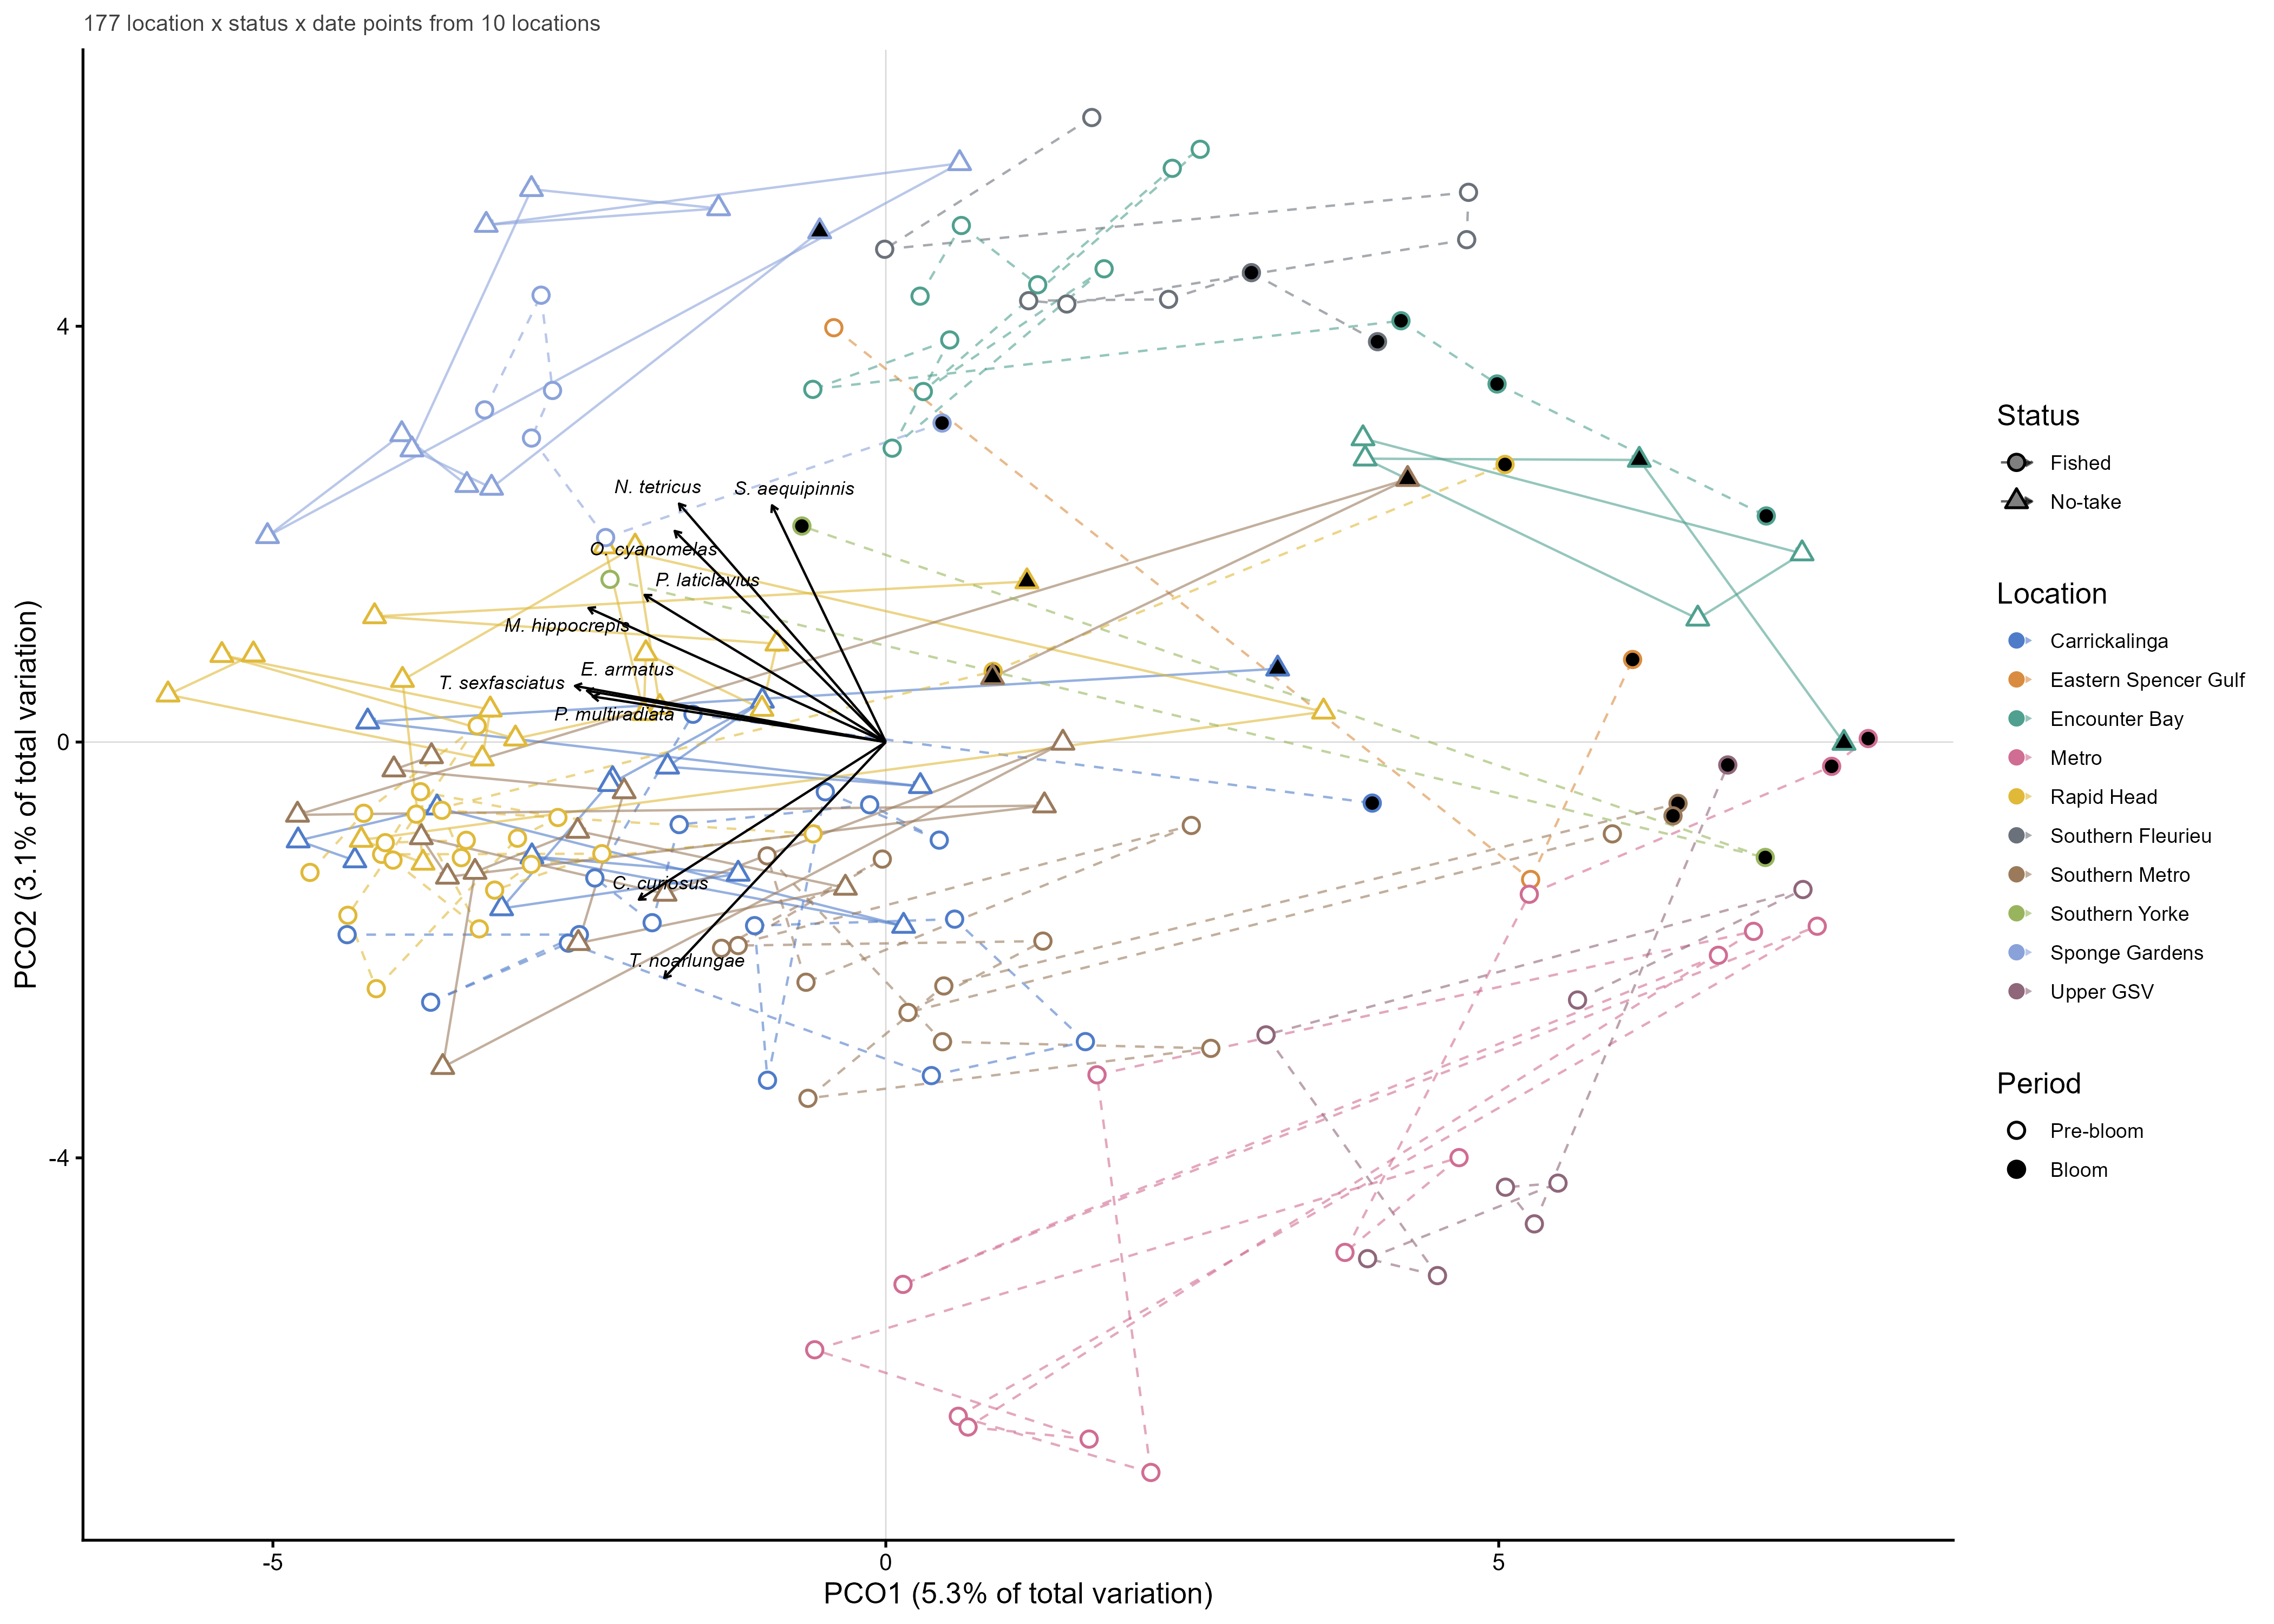 177 location x status x date points from 10 locations
N. tetricus
S. aequipinnis
O. cyanomelas
P. laticlavius
M. hippocrepis
E. armatus
T. sexfasciatus
P. multiradiata
C. curiosus
T. noarlungae
4
0
-4
PCO2 (3.1% of total variation)
-5
0
5
PCO1 (5.3% of total variation)
Status
Fished
No-take
Location
Carrickalinga
Eastern Spencer Gulf
Encounter Bay
Metro
Rapid Head
Southern Fleurieu
Southern Metro
Southern Yorke
Sponge Gardens
Upper GSV
Period
Pre-bloom
Bloom